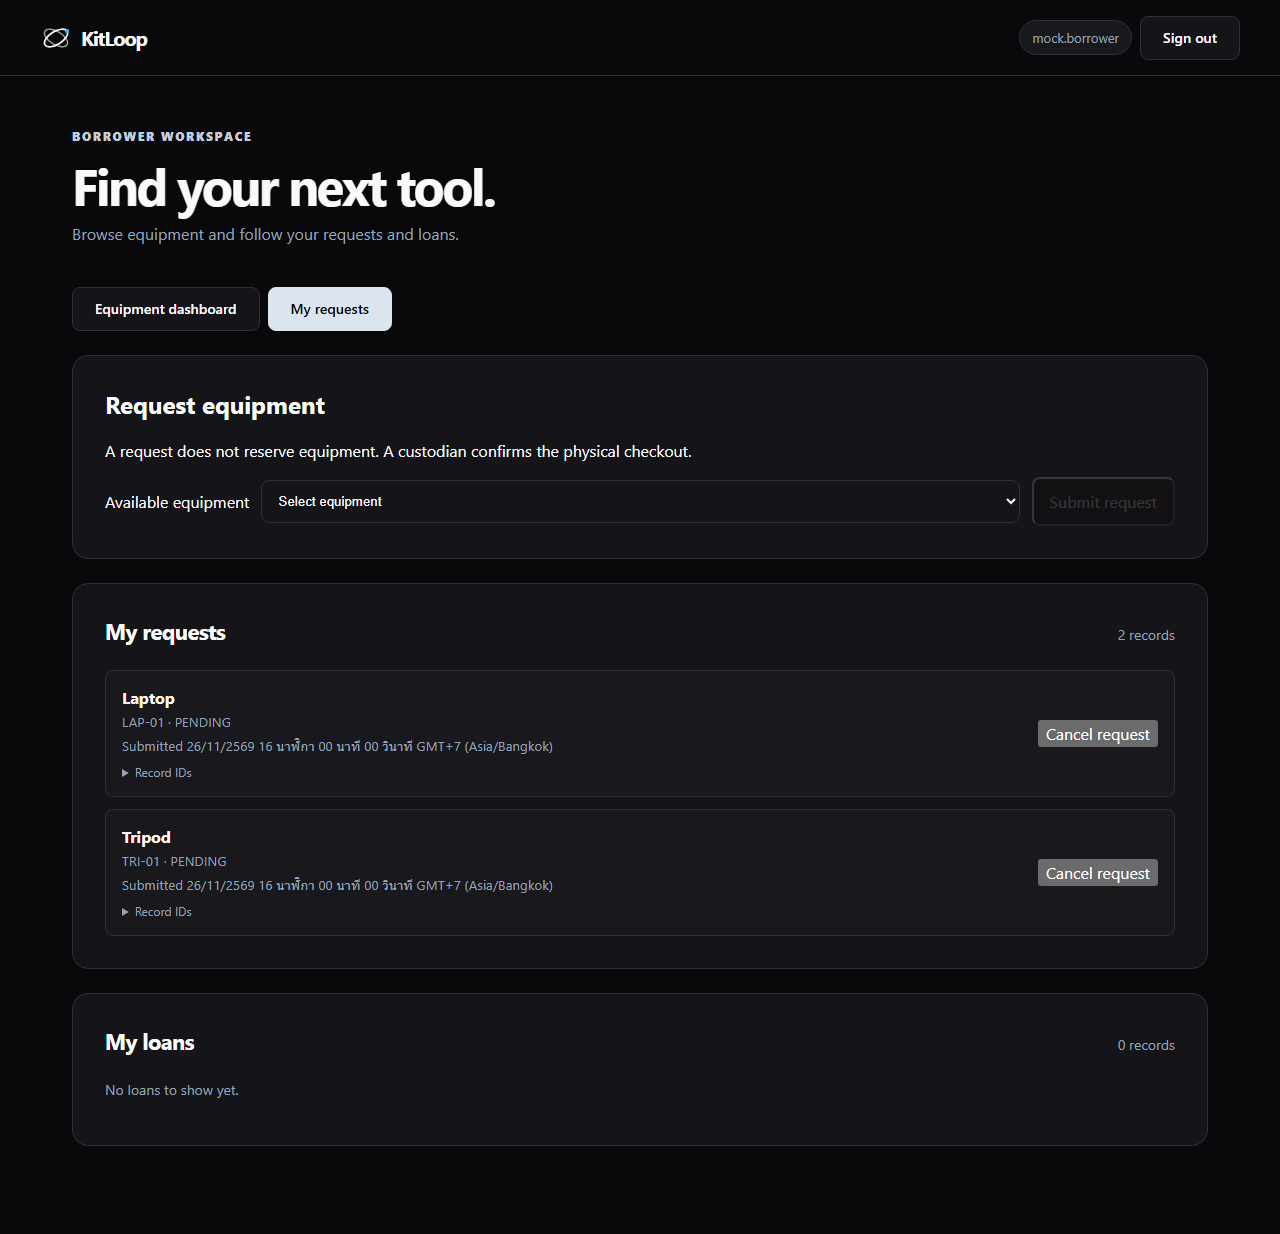 KitLoop
mock.borrower
Sign out
BORROWER WORKSPACE
Find your next tool.
Browse equipment and follow your requests and loans.
Equipment dashboard
My requests
Request equipment
A request does not reserve equipment. A custodian confirms the physical checkout.
Available equipment
Select equipment
Submit request
My requests
2 records
Laptop
LAP-01 · PENDING
Submitted 26/11/2569 16 นาฬิกา 00 นาที 00 วินาที GMT+7 (Asia/Bangkok)
Record IDs
Cancel request
Tripod
TRI-01 · PENDING
Submitted 26/11/2569 16 นาฬิกา 00 นาที 00 วินาที GMT+7 (Asia/Bangkok)
Record IDs
Cancel request
My loans
0 records
No loans to show yet.